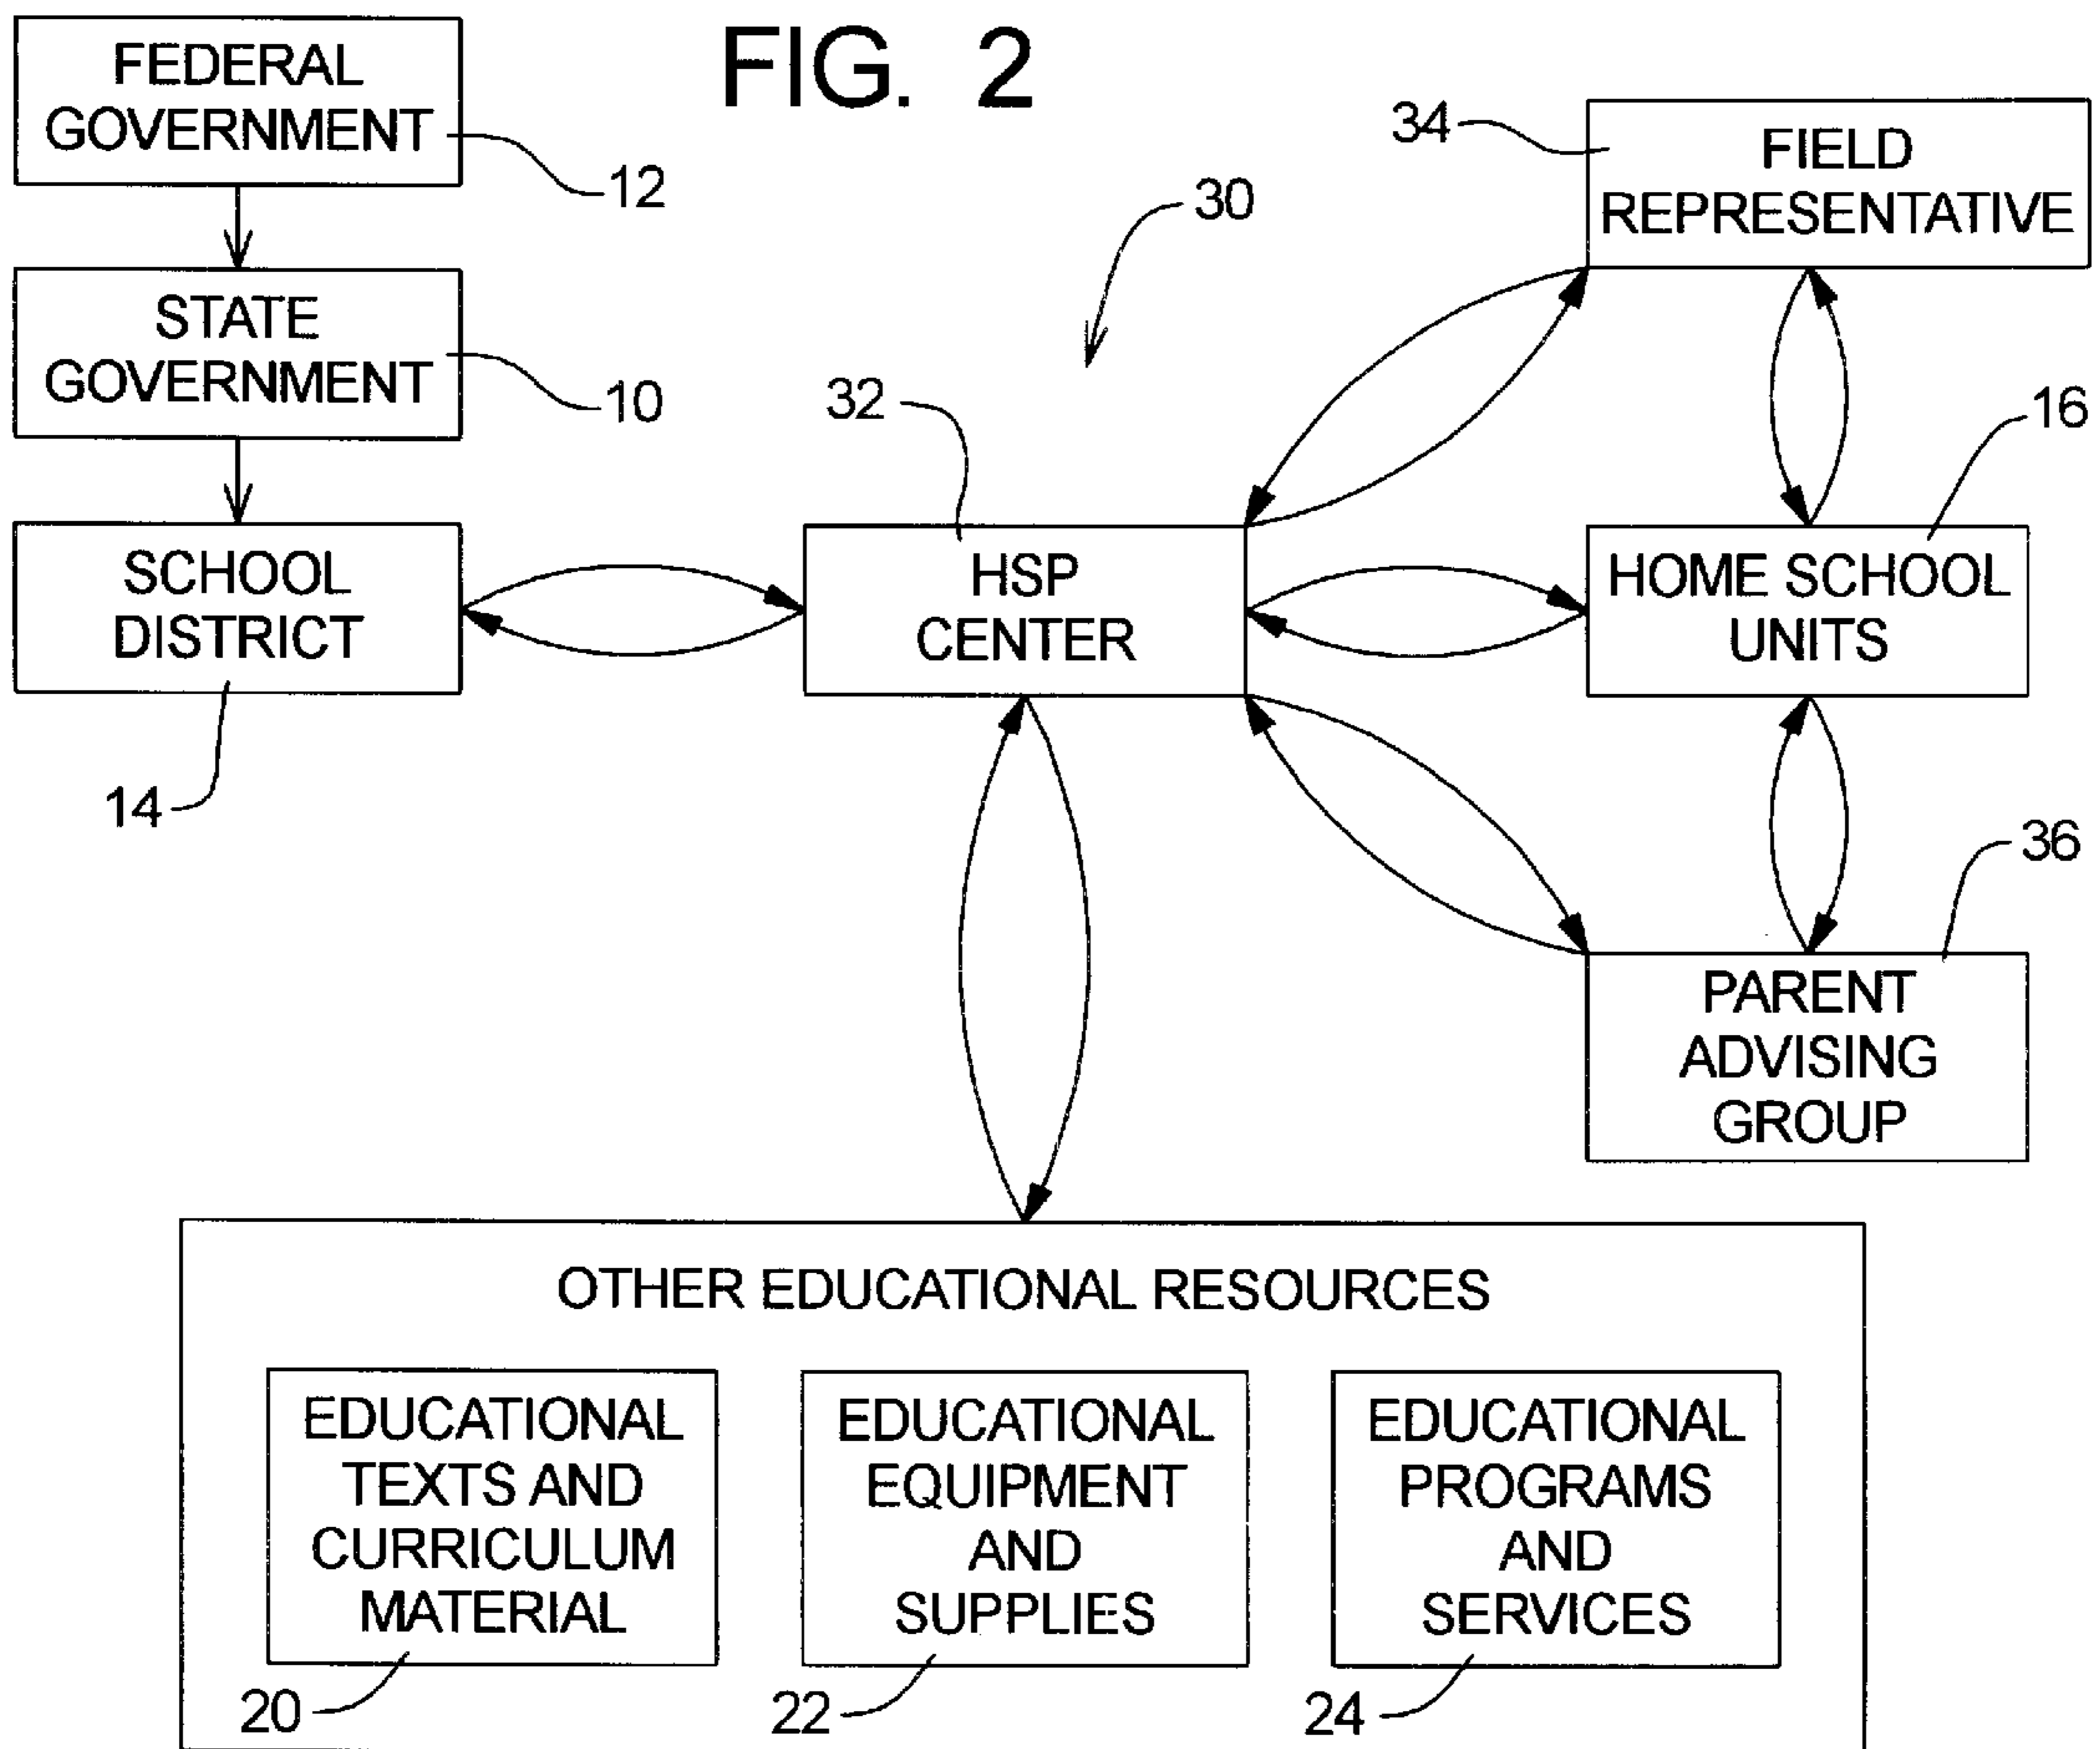 FIG. 2
FEDERAL
GOVERNMENT
12
STATE
GOVERNMENT
10
SCHOOL
DISTRICT
14
30
32
HSP
CENTER
34
FIELD
REPRESENTATIVE
16
HOME SCHOOL
UNITS
36
PARENT
ADVISING
GROUP
OTHER EDUCATIONAL RESOURCES
EDUCATIONAL
TEXTS AND
CURRICULUM
MATERIAL
20
EDUCATIONAL
EQUIPMENT
AND
SUPPLIES
22
EDUCATIONAL
PROGRAMS
AND
SERVICES
24